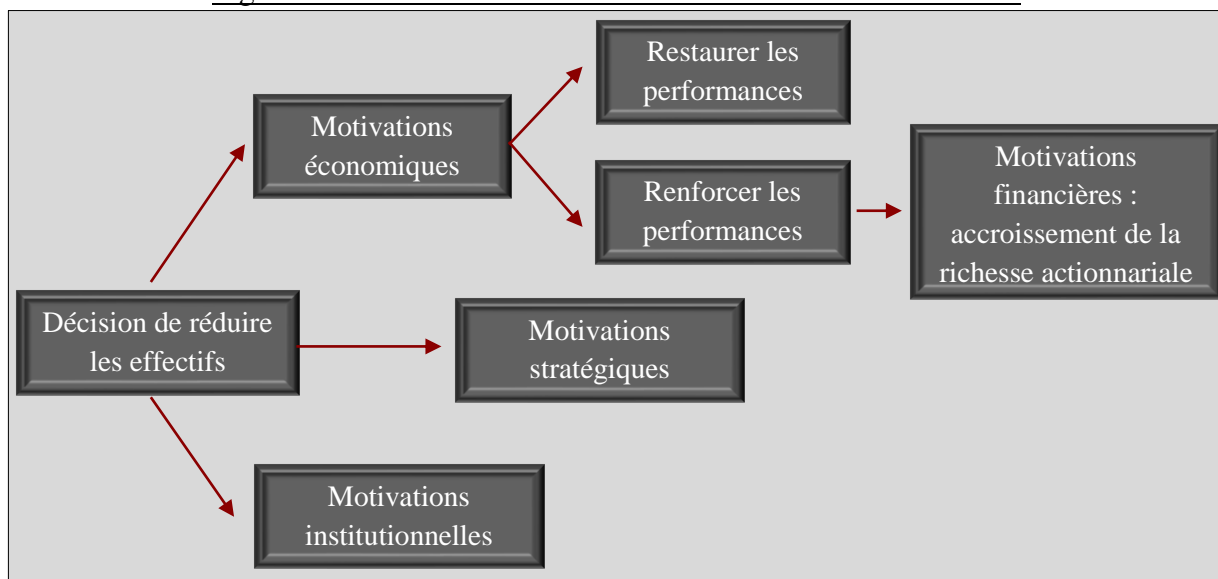 Restaurer les
performances
Motivations
économiques
Motivations
financières :
accroissement de la
richesse actionnariale
Renforcer les
performances
Décision de réduire
les effectifs
Motivations
stratégiques
Motivations
institutionnelles